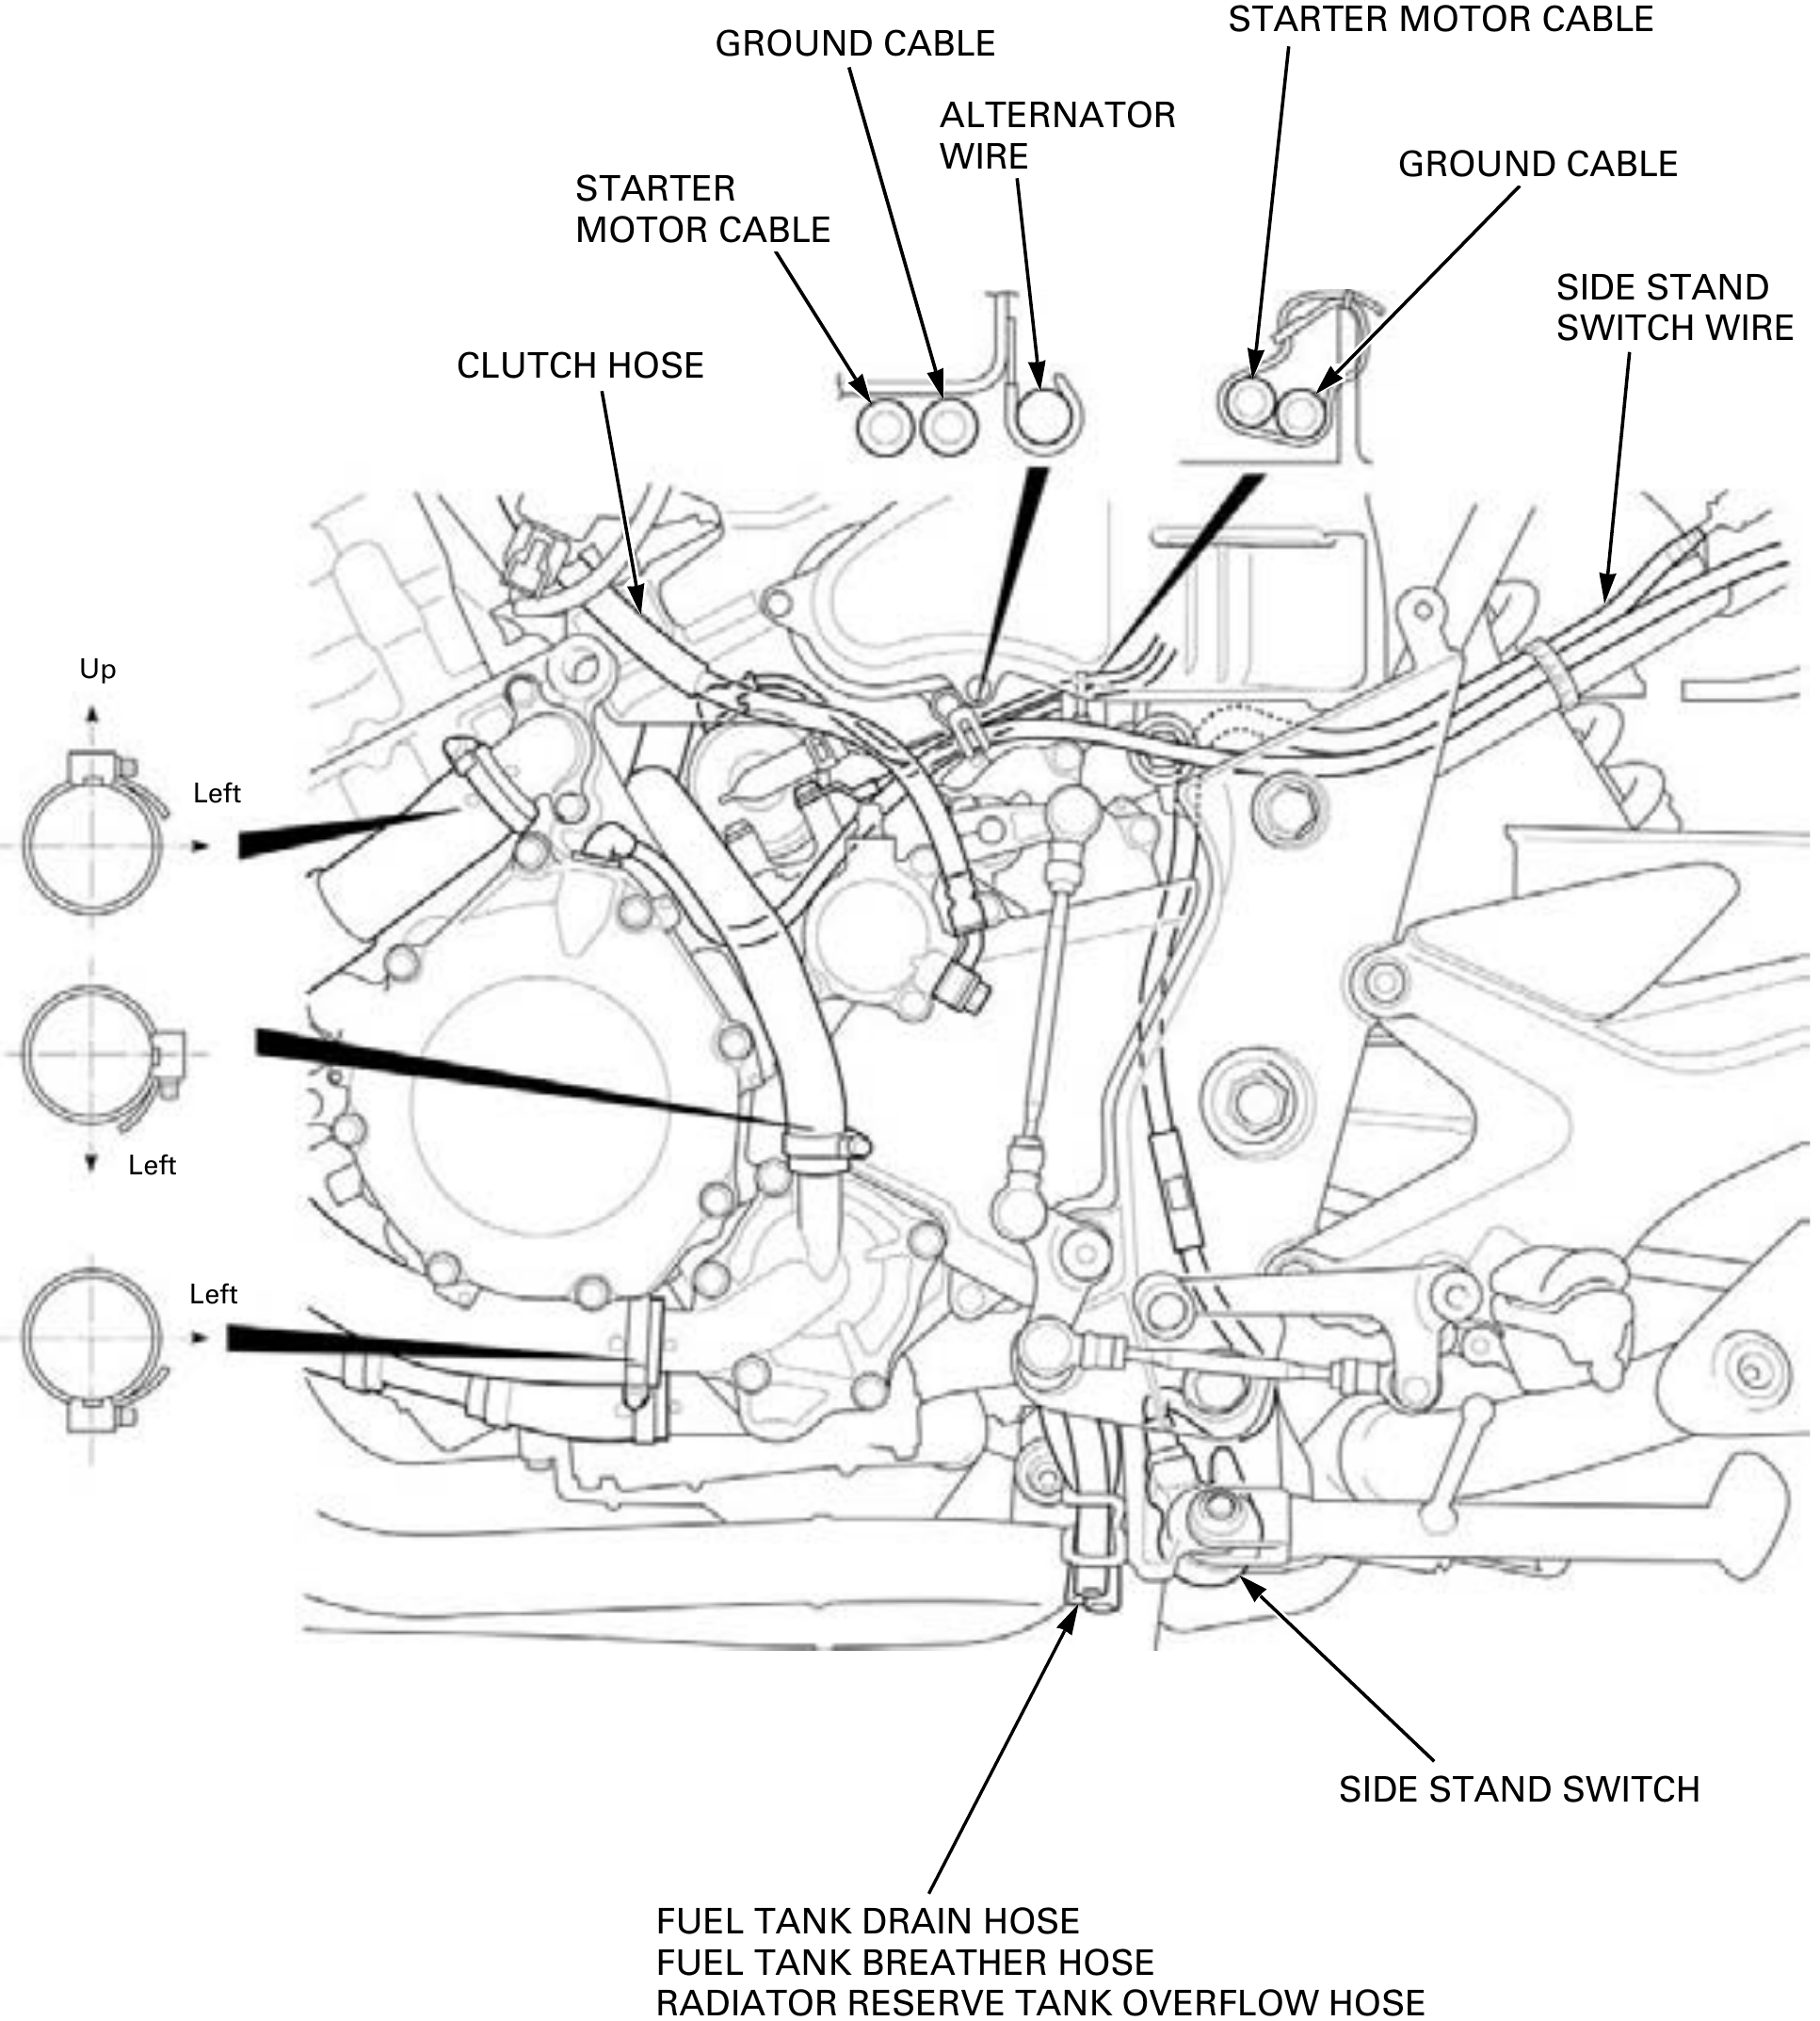 STARTER MOTOR CABLE
GROUND CABLE
ALTERNATOR
WIRE
GROUND CABLE
STARTER
MOTOR CABLE
SIDE STAND
SWITCH WIRE
CLUTCH HOSE
Up
Left
Left
Left
SIDE STAND SWITCH
FUEL TANK DRAIN HOSE
FUEL TANK BREATHER HOSE
RADIATOR RESERVE TANK OVERFLOW HOSE